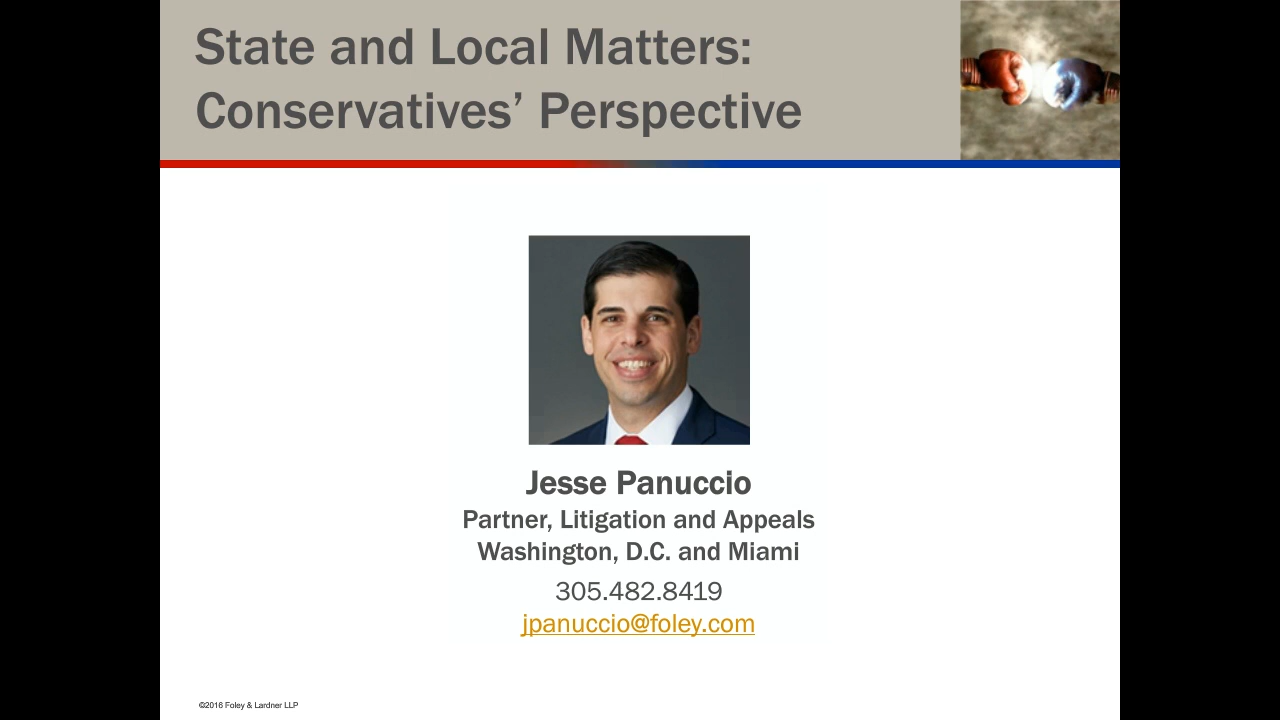 State and Local Matters:
Conservatives’ Perspective
Jesse Panuccio
Partner, Litigation and Appeals
Washington, D.C. and Miami
305.482.8419
jpanuccio@foley.com
©2016 Foley & Lardner LLP